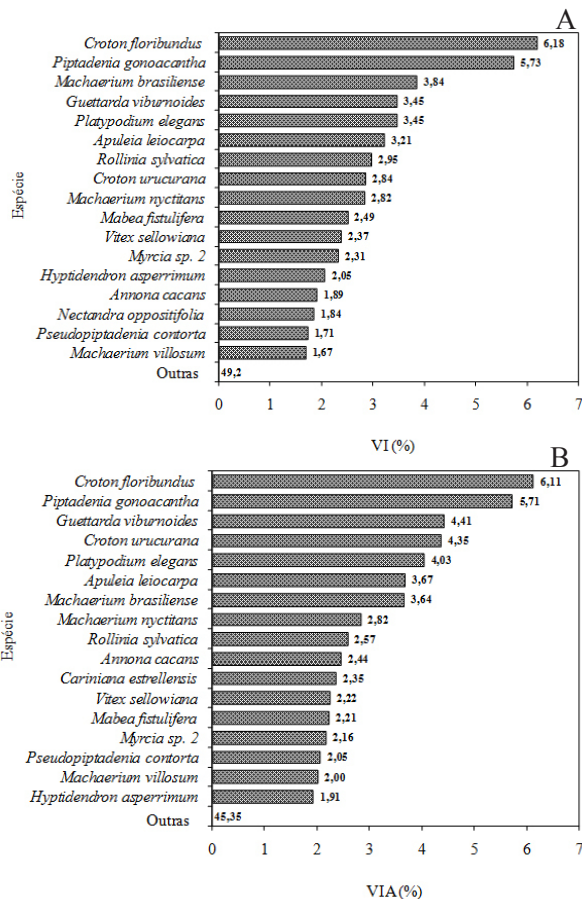 A
Croton floribundus 6,18
Piptadenia gonoacantha 5,73
Machaerium brasiliense 3,84
Guettarda viburnoides 3,45
Platypodium elegans 3,45
Apuleia leiocarpa 3,21
Rollinia sylvatica 2,95
Croton urucurana 2,84
Machaerium nyctitans 2,82
Mabea fistulifera 2,49
Vitex sellowiana 2,37
Myrcia sp. 2 2,31
Hyptidendron asperrimum 2,05
Annona cacans 1,89
Nectandra oppositifolia 1,84
Pseudopiptadenia contorta 1,71
Machaerium villosum 1,67
Outras 49,2
Espécie
0 1 2 3 4 5 6 7
VI (%)
B
Croton floribundus 6,11
Piptadenia gonoacantha 5,71
Guettarda viburnoides 4,41
Croton urucurana 4,35
Platypodium elegans 4,03
Apuleia leiocarpa 3,67
Machaerium brasiliense 3,64
Machaerium nyctitans 2,82
Rollinia sylvatica 2,57
Annona cacans 2,44
Cariniana estrellensis 2,35
Vitex sellowiana 2,22
Mabea fistulifera 2,21
Myrcia sp. 2 2,16
Pseudopiptadenia contorta 2,05
Machaerium villosum 2,00
Hyptidendron asperrimum 1,91
Outras 45,35
Espécie
0 1 2 3 4 5 6 7
VIA (%)